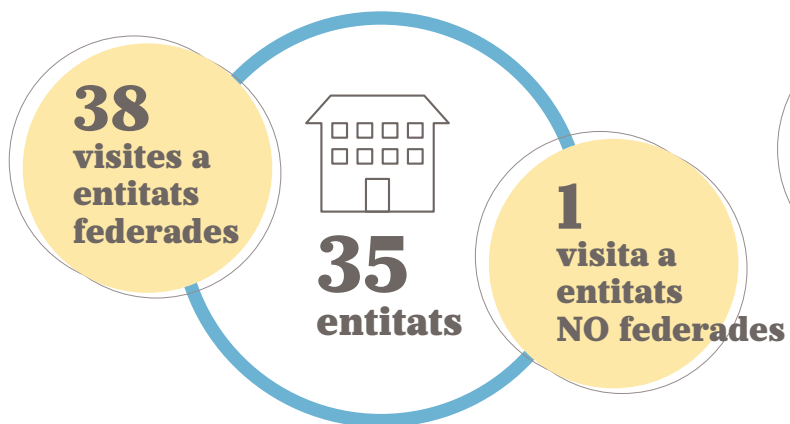 38
visites a
entitats
federades
35
entitats
1
visita a
entitats
NO federades